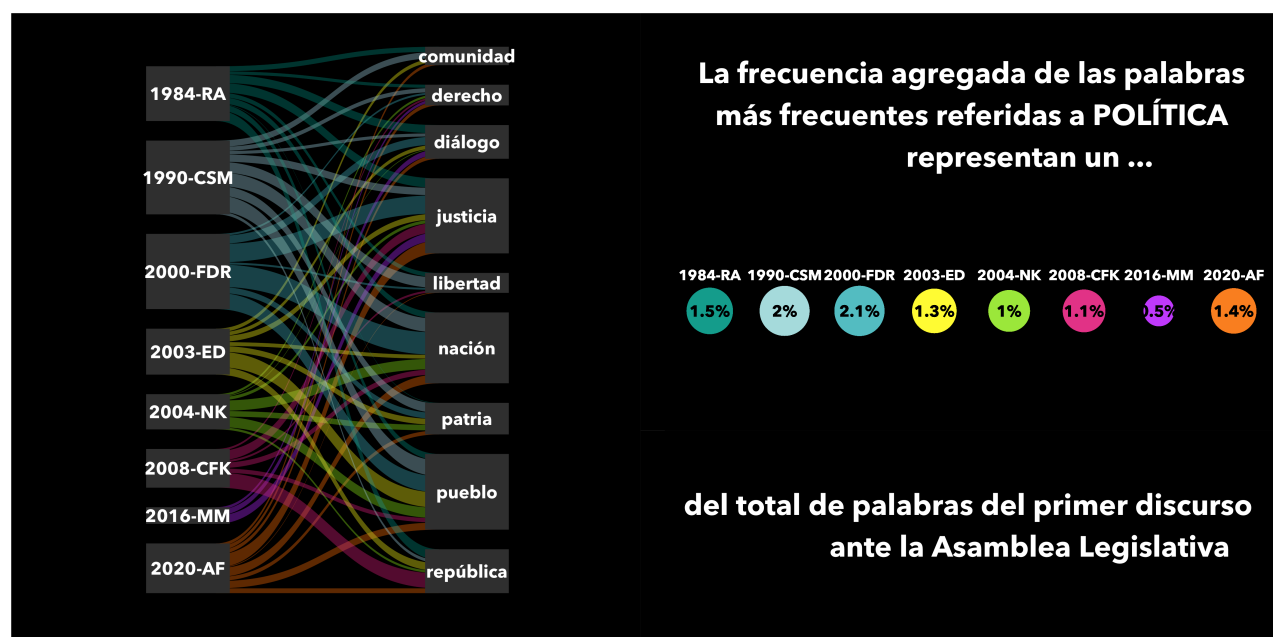 1984-RA
1990-CSM
2000-FDR
2003-ED
2004-NK
2008-CFK
2016-MM
2020-AF
comunidad
derecho
diálogo
justicia
libertad
nación
patria
pueblo
república
La frecuencia agregada de las palabras
más frecuentes referidas a POLÍTICA
representan un ...
1984-RA 1990-CSM 2000-FDR 2003-ED 2004-NK 2008-CFK 2016-MM 2020-AF
1.5% 2% 2.1% 1.3% 1% 1.1% 0.5% 1.4%
del total de palabras del primer discurso
ante la Asamblea Legislativa